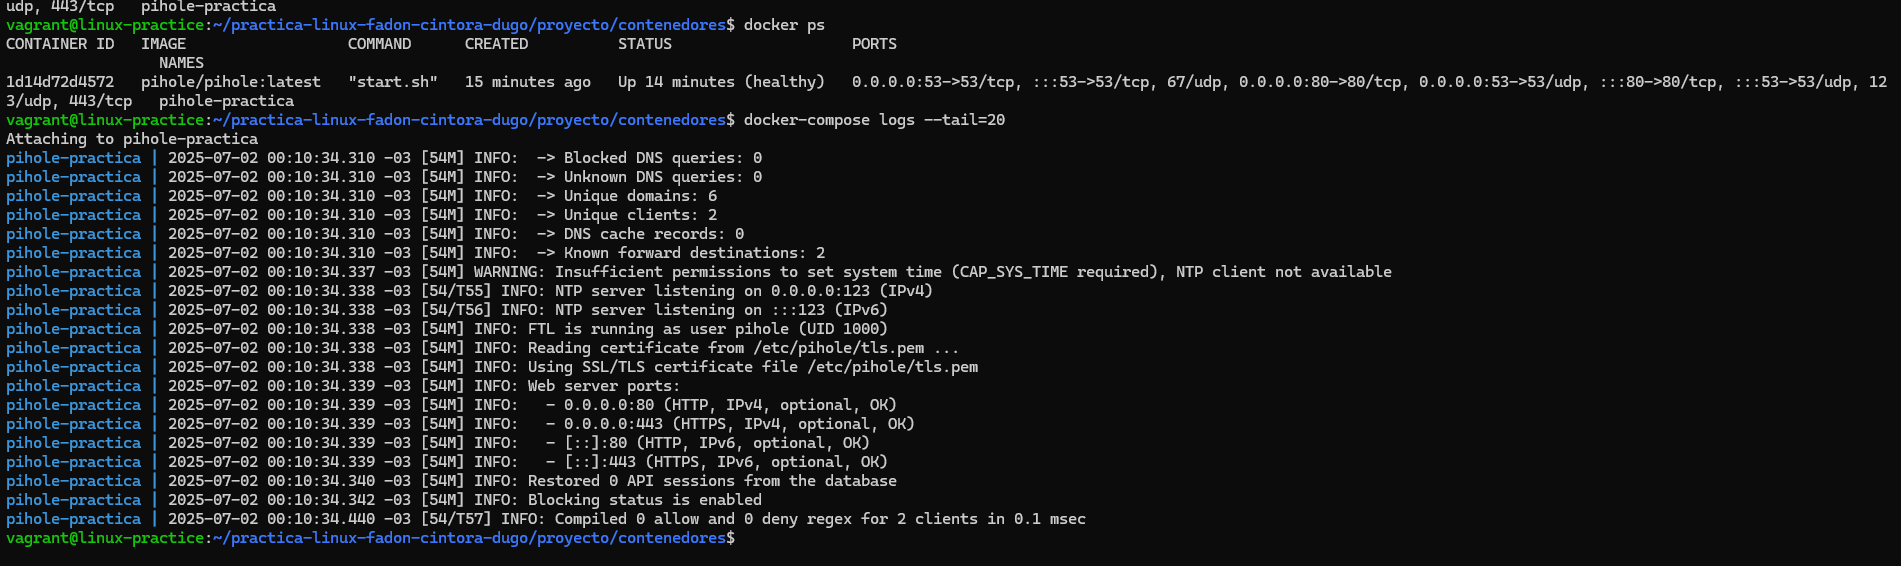 udp, 443/tcp   pihole-practica
vagrant@linux-practice:~/practica-linux-fadon-cintora-dugo/proyecto/contenedores$ docker ps
CONTAINER ID   IMAGE                  COMMAND      CREATED          STATUS                    PORTS
                 NAMES
1d14d72d4572   pihole/pihole:latest   "start.sh"   15 minutes ago   Up 14 minutes (healthy)   0.0.0.0:53->53/tcp, :::53->53/tcp, 67/udp, 0.0.0.0:80->80/tcp, 0.0.0.0:53->53/udp, :::80->80/tcp, :::53->53/udp, 12
3/udp, 443/tcp   pihole-practica
vagrant@linux-practice:~/practica-linux-fadon-cintora-dugo/proyecto/contenedores$ docker-compose logs --tail=20
Attaching to pihole-practica
pihole-practica | 2025-07-02 00:10:34.310 -03 [54M] INFO:  -> Blocked DNS queries: 0
pihole-practica | 2025-07-02 00:10:34.310 -03 [54M] INFO:  -> Unknown DNS queries: 0
pihole-practica | 2025-07-02 00:10:34.310 -03 [54M] INFO:  -> Unique domains: 6
pihole-practica | 2025-07-02 00:10:34.310 -03 [54M] INFO:  -> Unique clients: 2
pihole-practica | 2025-07-02 00:10:34.310 -03 [54M] INFO:  -> DNS cache records: 0
pihole-practica | 2025-07-02 00:10:34.310 -03 [54M] INFO:  -> Known forward destinations: 2
pihole-practica | 2025-07-02 00:10:34.337 -03 [54M] WARNING: Insufficient permissions to set system time (CAP_SYS_TIME required), NTP client not available
pihole-practica | 2025-07-02 00:10:34.338 -03 [54/T55] INFO: NTP server listening on 0.0.0.0:123 (IPv4)
pihole-practica | 2025-07-02 00:10:34.338 -03 [54/T56] INFO: NTP server listening on :::123 (IPv6)
pihole-practica | 2025-07-02 00:10:34.338 -03 [54M] INFO: FTL is running as user pihole (UID 1000)
pihole-practica | 2025-07-02 00:10:34.338 -03 [54M] INFO: Reading certificate from /etc/pihole/tls.pem ...
pihole-practica | 2025-07-02 00:10:34.338 -03 [54M] INFO: Using SSL/TLS certificate file /etc/pihole/tls.pem
pihole-practica | 2025-07-02 00:10:34.339 -03 [54M] INFO: Web server ports:
pihole-practica | 2025-07-02 00:10:34.339 -03 [54M] INFO:   - 0.0.0.0:80 (HTTP, IPv4, optional, OK)
pihole-practica | 2025-07-02 00:10:34.339 -03 [54M] INFO:   - 0.0.0.0:443 (HTTPS, IPv4, optional, OK)
pihole-practica | 2025-07-02 00:10:34.339 -03 [54M] INFO:   - [::]:80 (HTTP, IPv6, optional, OK)
pihole-practica | 2025-07-02 00:10:34.339 -03 [54M] INFO:   - [::]:443 (HTTPS, IPv6, optional, OK)
pihole-practica | 2025-07-02 00:10:34.340 -03 [54M] INFO: Restored 0 API sessions from the database
pihole-practica | 2025-07-02 00:10:34.342 -03 [54M] INFO: Blocking status is enabled
pihole-practica | 2025-07-02 00:10:34.440 -03 [54/T57] INFO: Compiled 0 allow and 0 deny regex for 2 clients in 0.1 msec
vagrant@linux-practice:~/practica-linux-fadon-cintora-dugo/proyecto/contenedores$